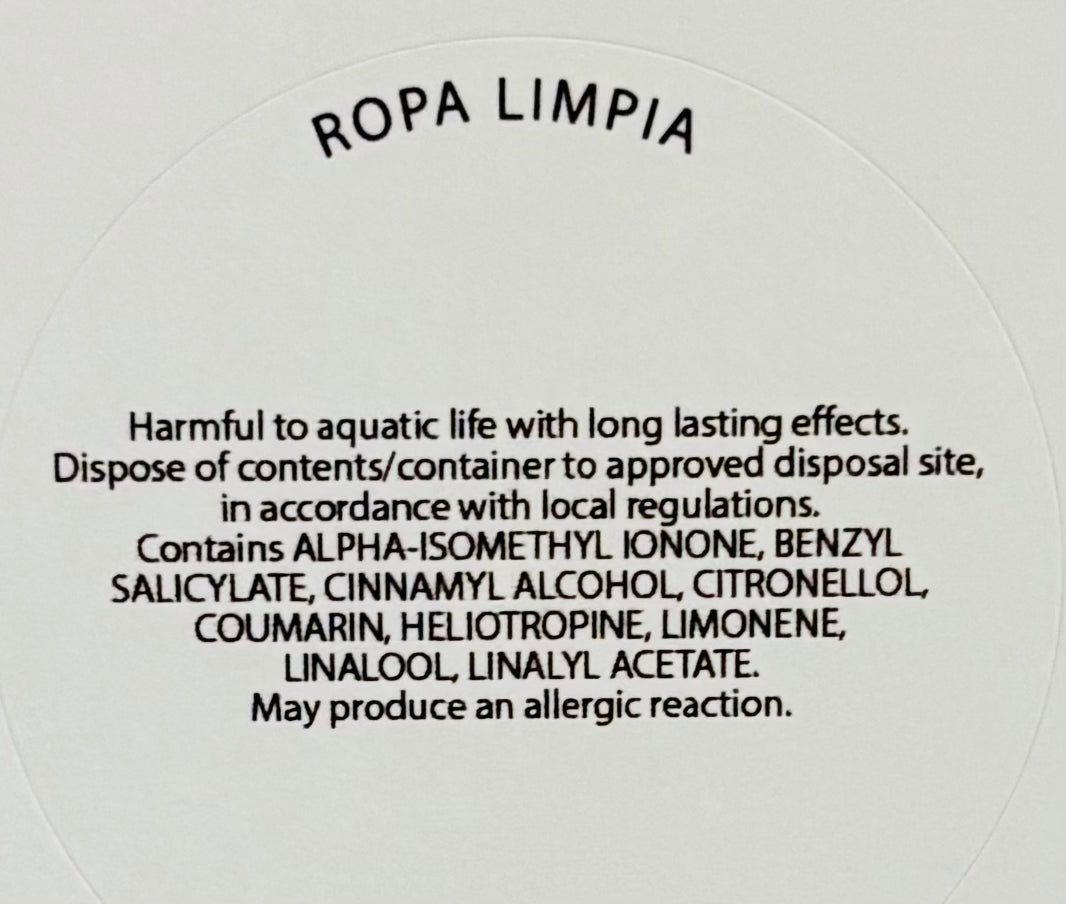 ROPA LIMPIA
Harmful to aquatic life with long lasting effects.
Dispose of contents/container to approved disposal site,
in accordance with local regulations.
Contains ALPHA-ISOMETHYL IONONE, BENZYL
SALICYLATE, CINNAMYL ALCOHOL, CITRONELLOL,
COUMARIN, HELIOTROPINE, LIMONENE,
LINALOOL, LINALYL ACETATE.
May produce an allergic reaction.